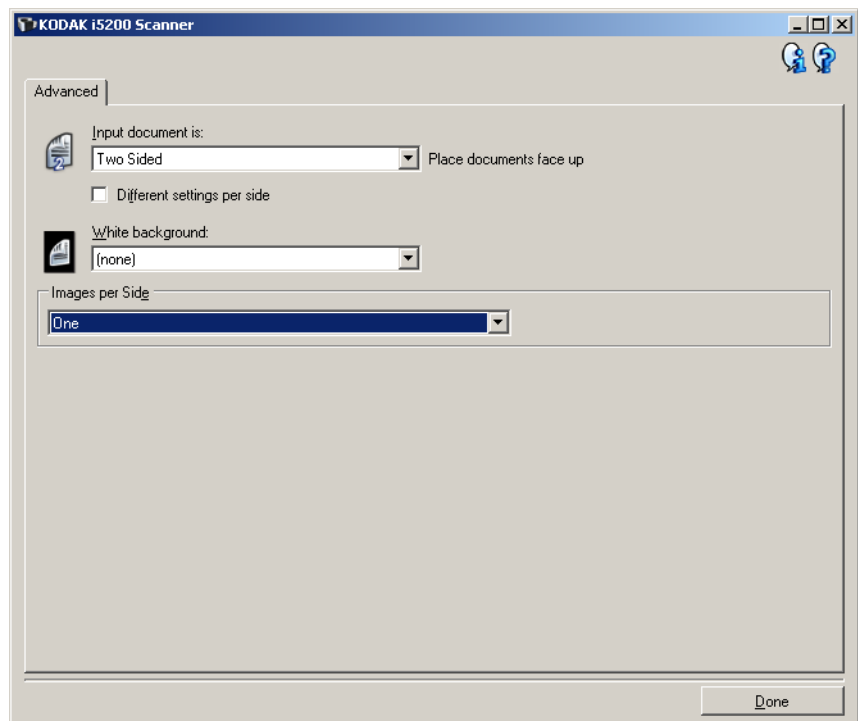 KODAK i5200 Scanner
Advanced
Input document is:
Two Sided
Place documents face up
Different settings per side
White background:
(none)
Images per Side
One
Done